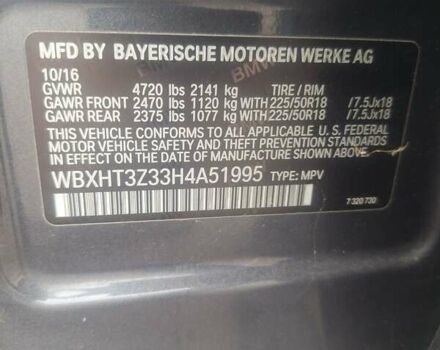 MFD BY BAYERISCHE MOTOREN WERKE AG
10/16
GVWR 4720 lbs 2141 kg TIRE / RIM
GAWR FRONT 2470 lbs 1120 kg WITH 225/50R18 /7.5Jx18
GAWR REAR 2375 lbs 1077 kg WITH 225/50R18 /7.5Jx18
THIS VEHICLE CONFORMS TO ALL APPLICABLE U.S. FEDERAL
MOTOR VEHICLE SAFETY, BUMPER,
AND THEFT PREVENTION STANDARDS IN EFFECT ON
THE DATE OF MANUFACTURE SHOWN ABOVE.
WBXHT3Z33H4A51995 TYPE: MPV
7 320 730